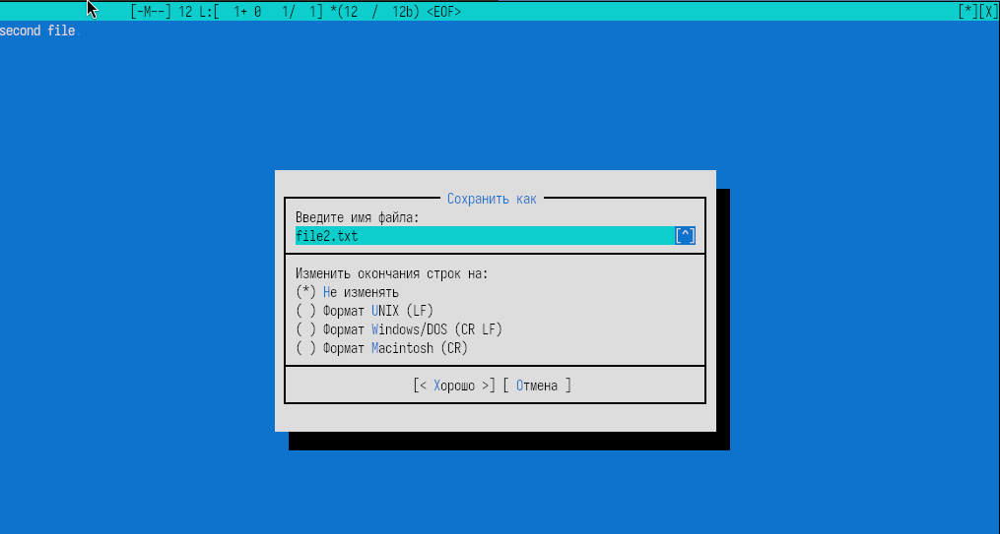 [-M--] 12 L:[  1+ 0   1/  1] *(12  /  12b) <EOF>                    [*][X]
second file
Сохранить как
Введите имя файла:
file2.txt [^]
Изменить окончания строк на:
(*) Не изменять
( ) Формат UNIX (LF)
( ) Формат Windows/DOS (CR LF)
( ) Формат Macintosh (CR)
[< Хорошо >] [ Отмена ]